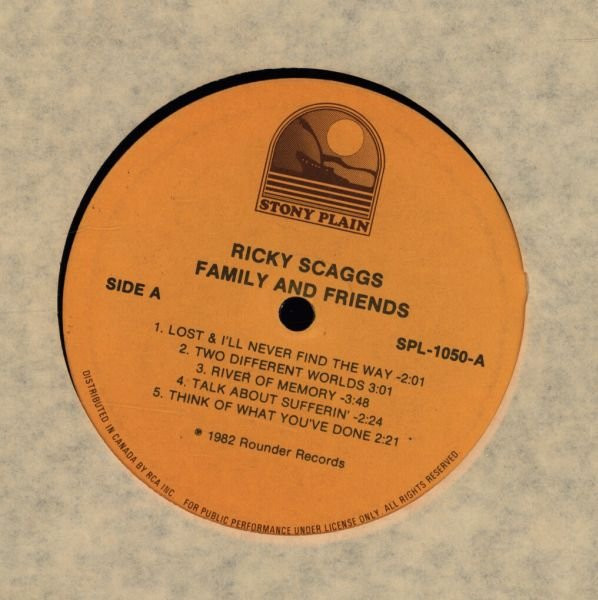 STONY PLAIN
RICKY SCAGGS
FAMILY AND FRIENDS
SIDE A
SPL-1050-A
1. LOST & I'LL NEVER FIND THE WAY -2:01
2. TWO DIFFERENT WORLDS 3:01
3. RIVER OF MEMORY -3:48
4. TALK ABOUT SUFFERIN' -2:24
5. THINK OF WHAT YOU'VE DONE 2:21
℗ 1982 Rounder Records
DISTRIBUTED IN CANADA BY RCA INC. FOR PUBLIC PERFORMANCE UNDER LICENSE ONLY. ALL RIGHTS RESERVED.